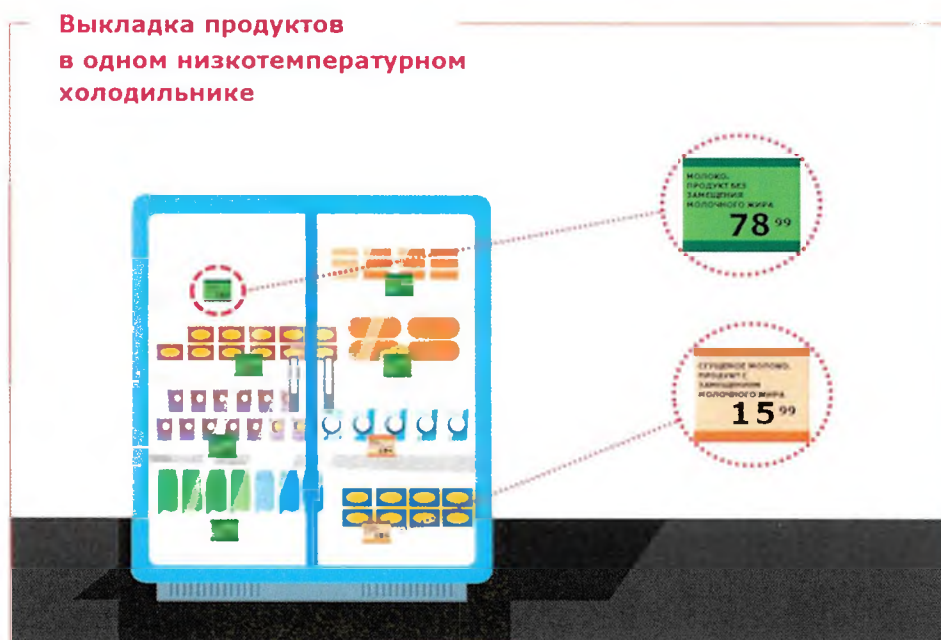 Выкладка продуктов
в одном низкотемпературном
холодильнике
МОЛОКО,
ПРОДУКТ БЕЗ
ЗАМЕЩЕНИЯ
МОЛОЧНОГО ЖИРА
78 99
СГУЩЕНОЕ МОЛОКО,
ПРОДУКТ С
ЗАМЕЩЕНИЕМ
МОЛОЧНОГО ЖИРА
15 99